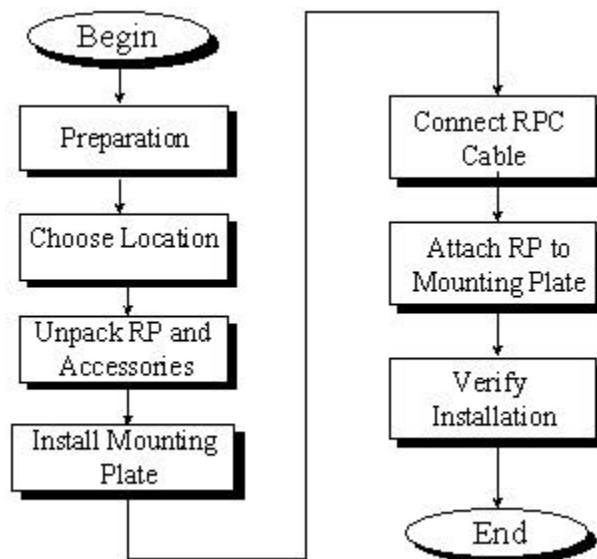 Begin
Preparation
Choose Location
Unpack RP and
Accessories
Install Mounting
Plate
Connect RPC
Cable
Attach RP to
Mounting Plate
Verify
Installation
End